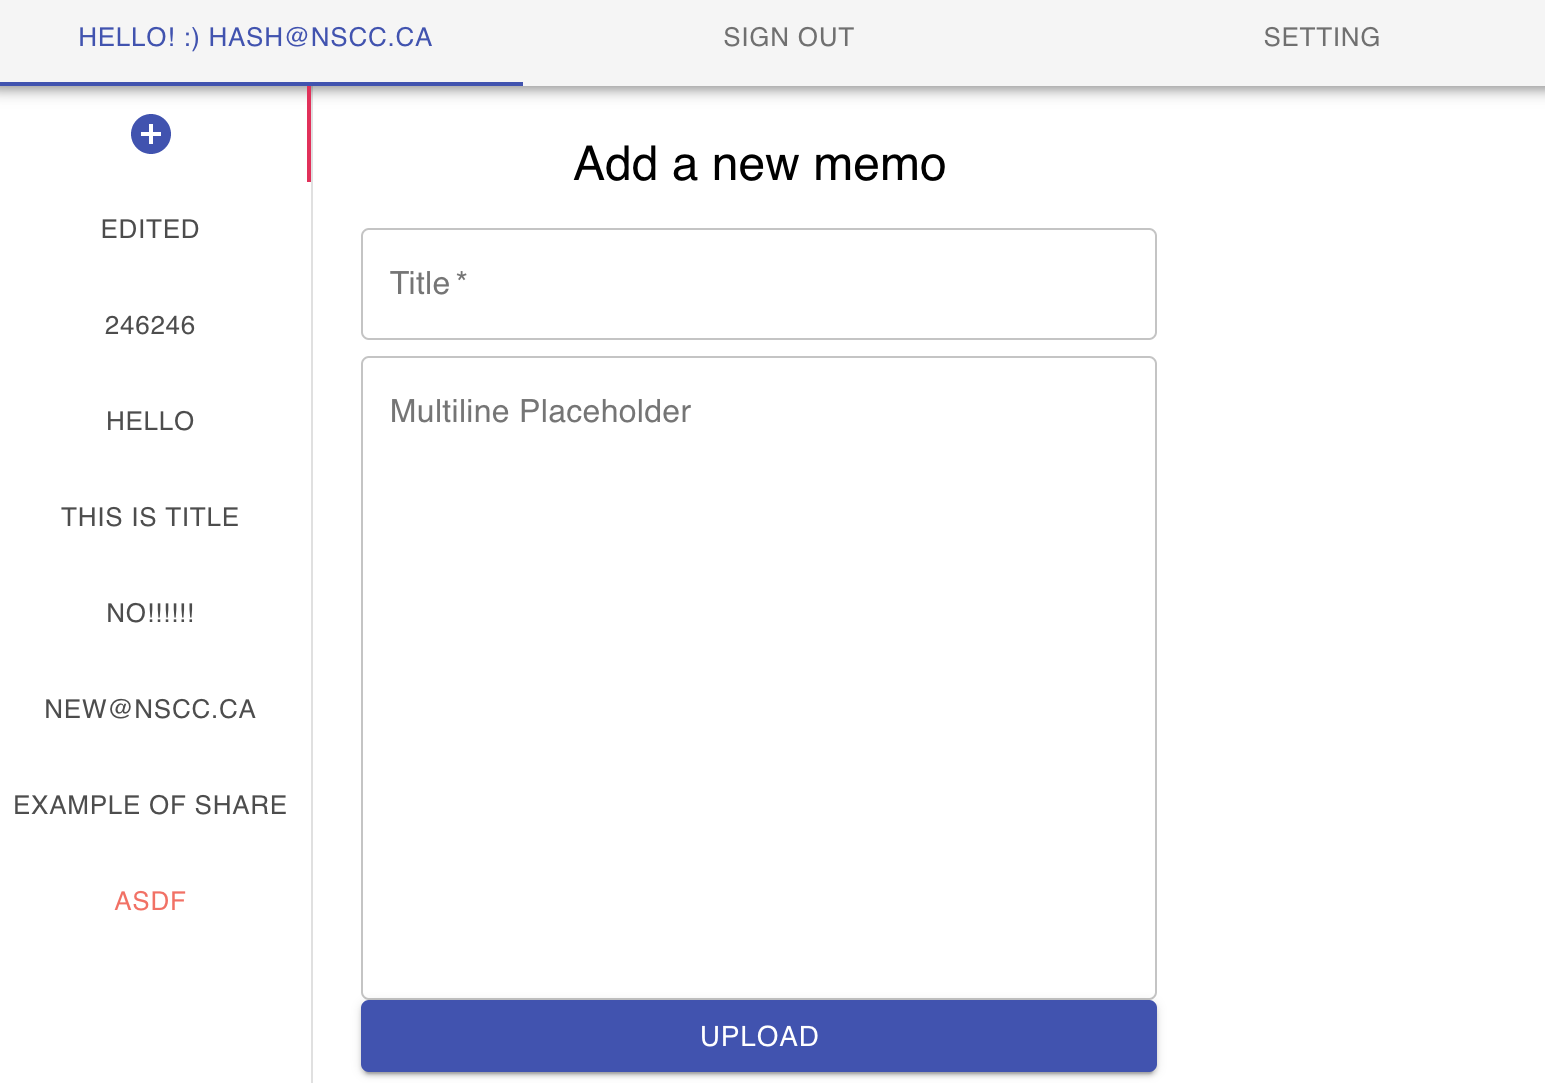 HELLO! :) HASH@NSCC.CA
SIGN OUT
SETTING
EDITED
246246
HELLO
THIS IS TITLE
NO!!!!!!
NEW@NSCC.CA
EXAMPLE OF SHARE
ASDF
Add a new memo
Title *
Multiline Placeholder
UPLOAD